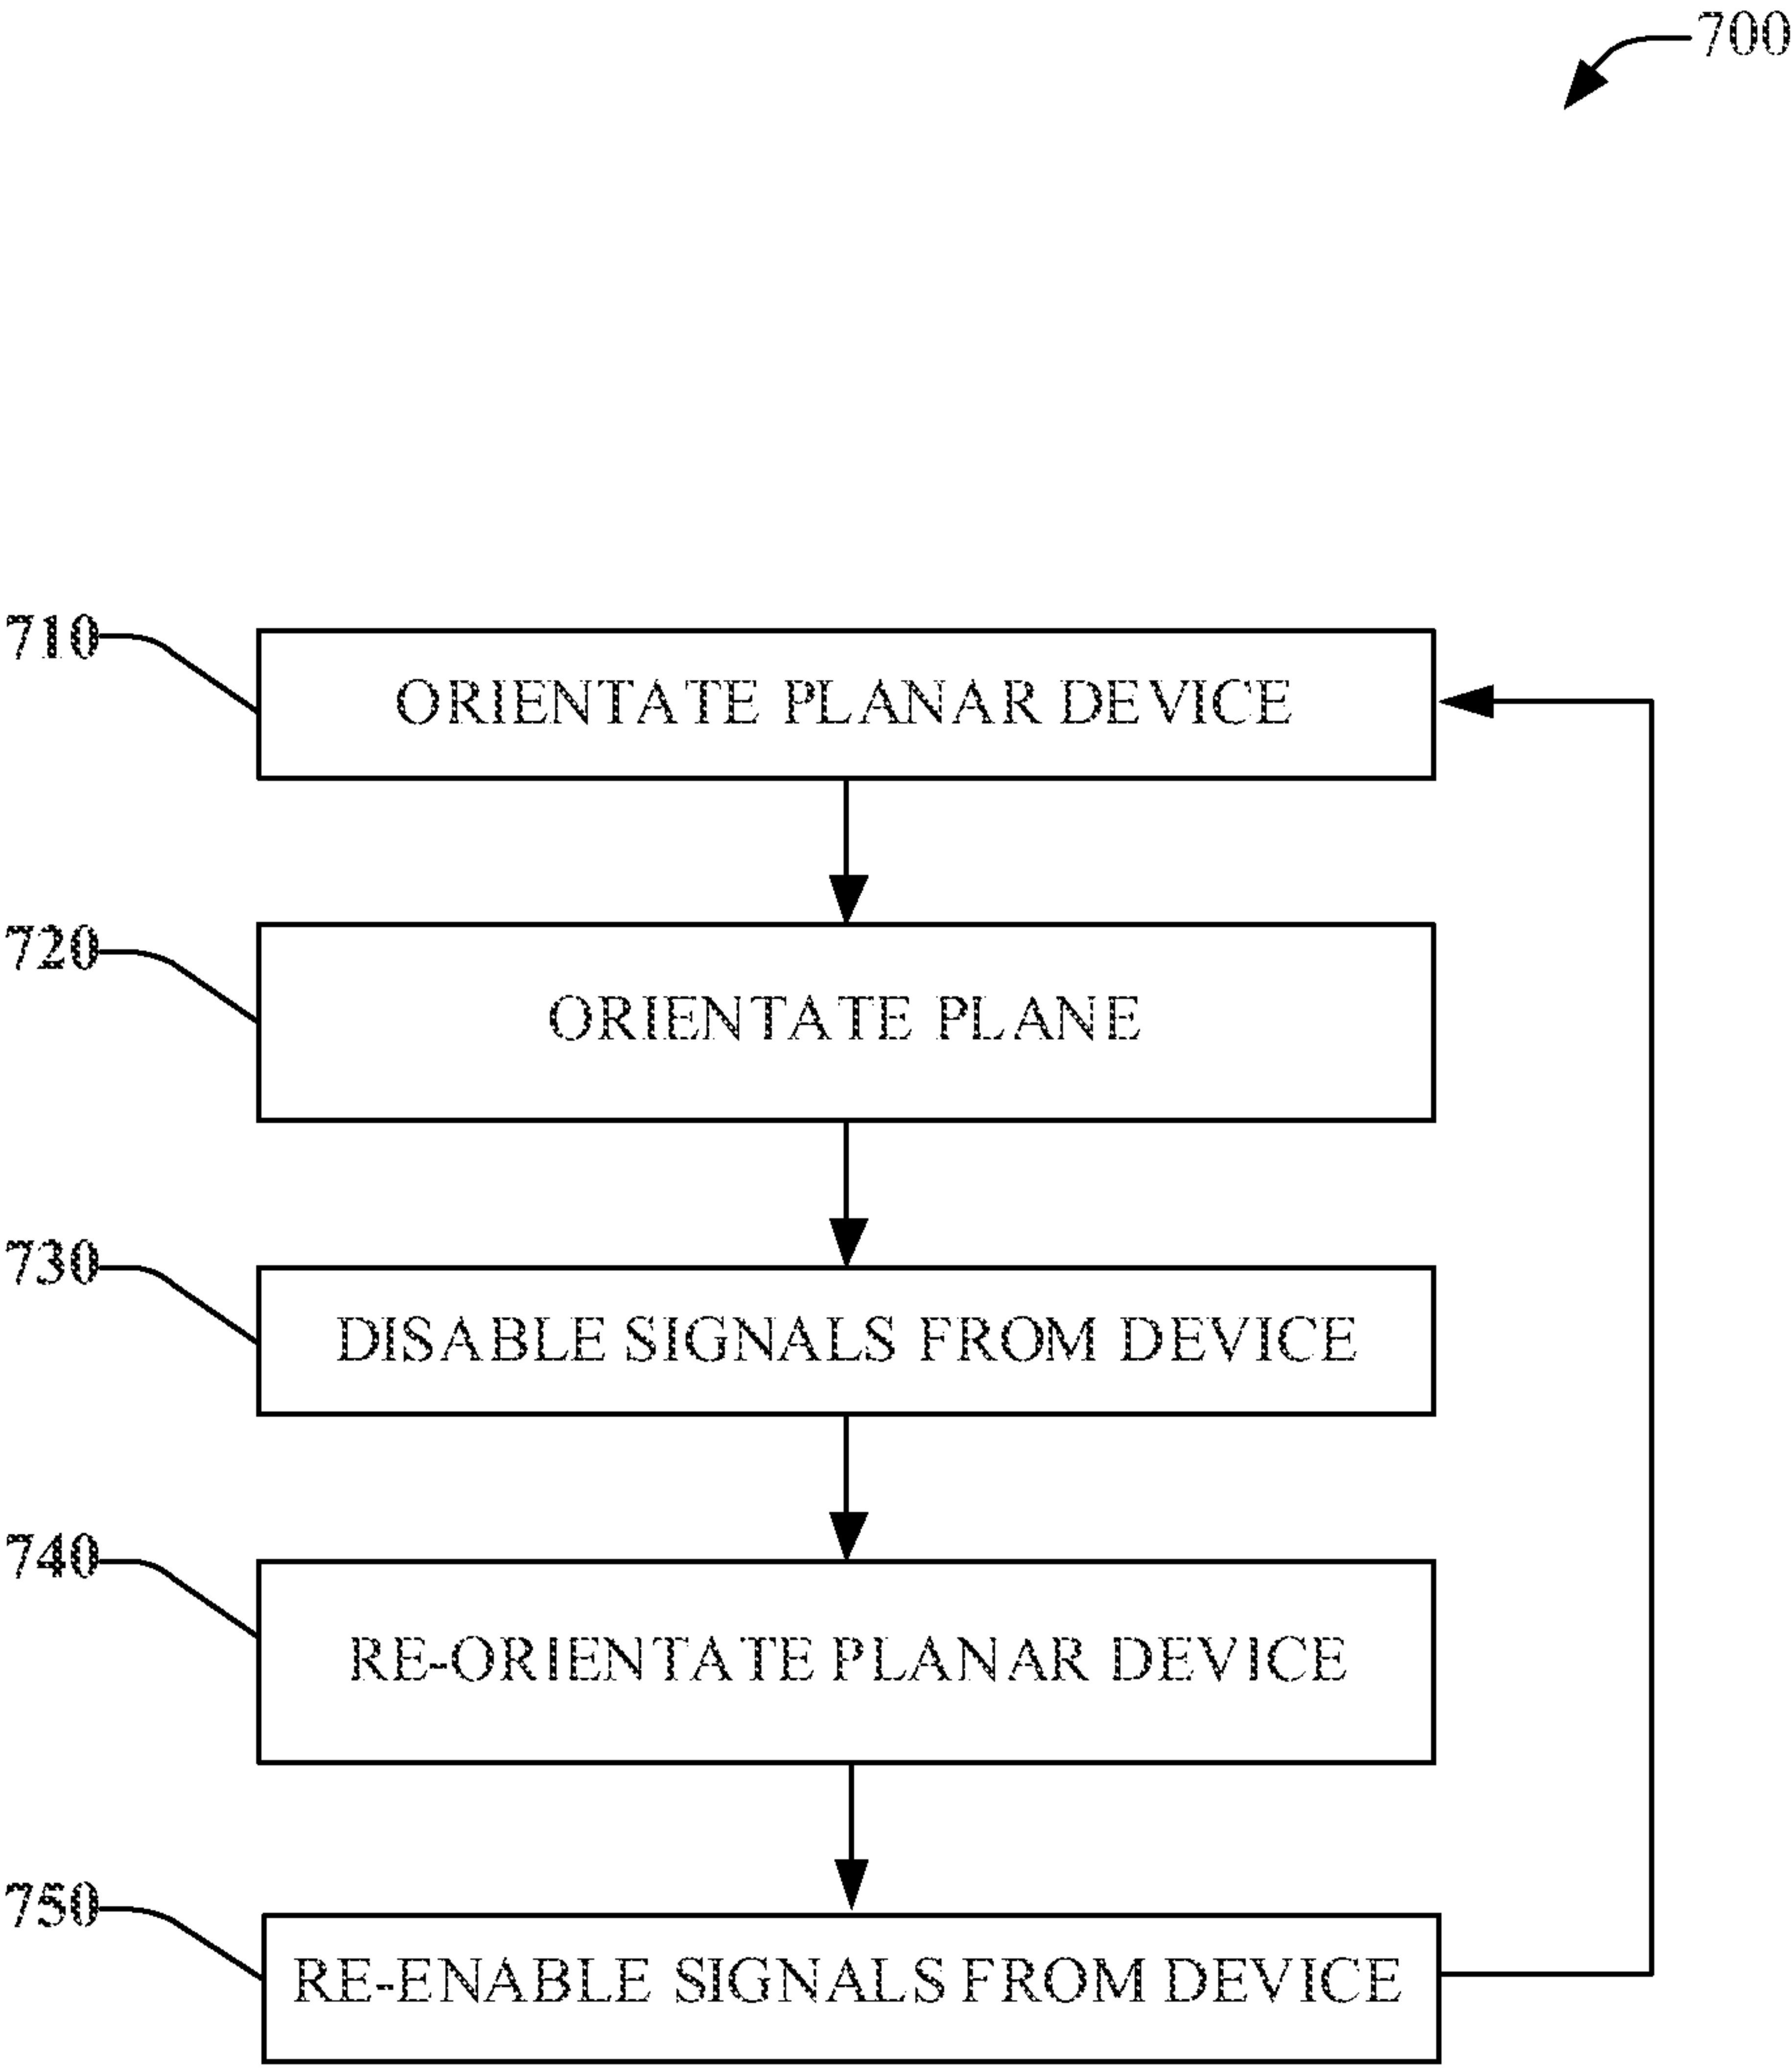 700
710
ORIENTATE PLANAR DEVICE
720
ORIENTATE PLANE
730
DISABLE SIGNALS FROM DEVICE
740
RE-ORIENTATE PLANAR DEVICE
750
RE-ENABLE SIGNALS FROM DEVICE